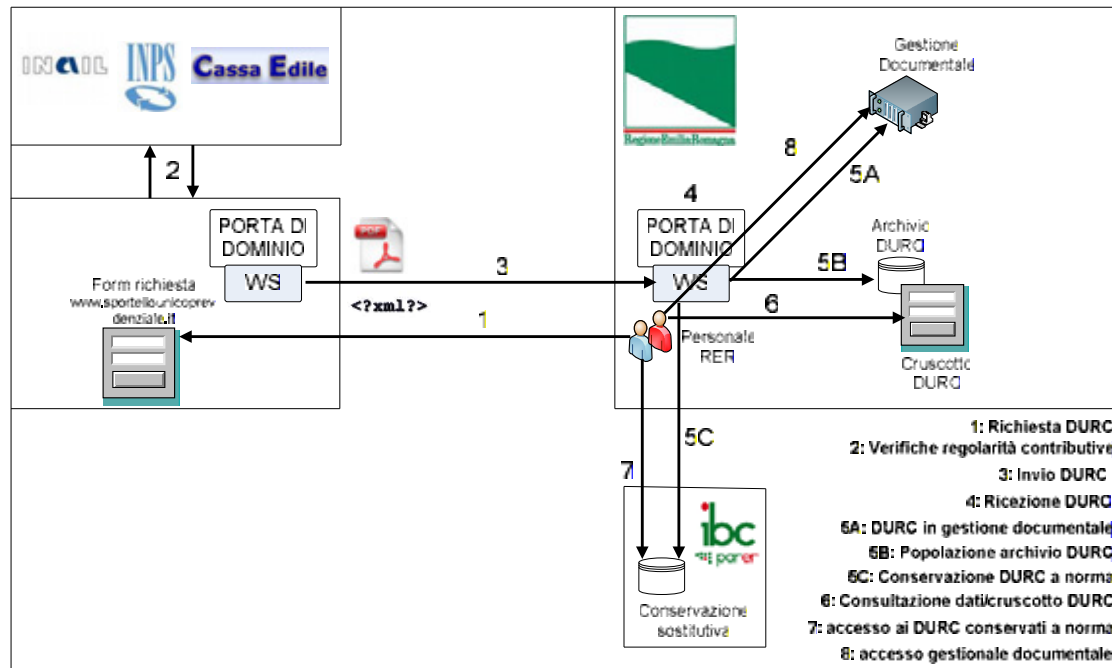 INAIL
INPS
Cassa Edile
RegioneEmiliaRomagna
Gestione
Documentale
8
5A
2
4
PORTA DI
DOMINIO
WS
PORTA DI
DOMINIO
WS
PDF
3
<?xml?>
Archivio
DURC
5B
6
Form richiesta
www.sportellounicoprev
denziale.it
1
Personale
RER
Cruscotto
DURC
5C
7
ibc
parer
Conservazione
sostitutiva
1: Richiesta DURC
2: Verifiche regolarità contributive
3: Invio DURC
4: Ricezione DURC
5A: DURC in gestione documentale
5B: Popolazione archivio DURC
5C: Conservazione DURC a norma
6: Consultazione dati/cruscotto DURC
7: accesso ai DURC conservati a norma
8: accesso gestionale documentale